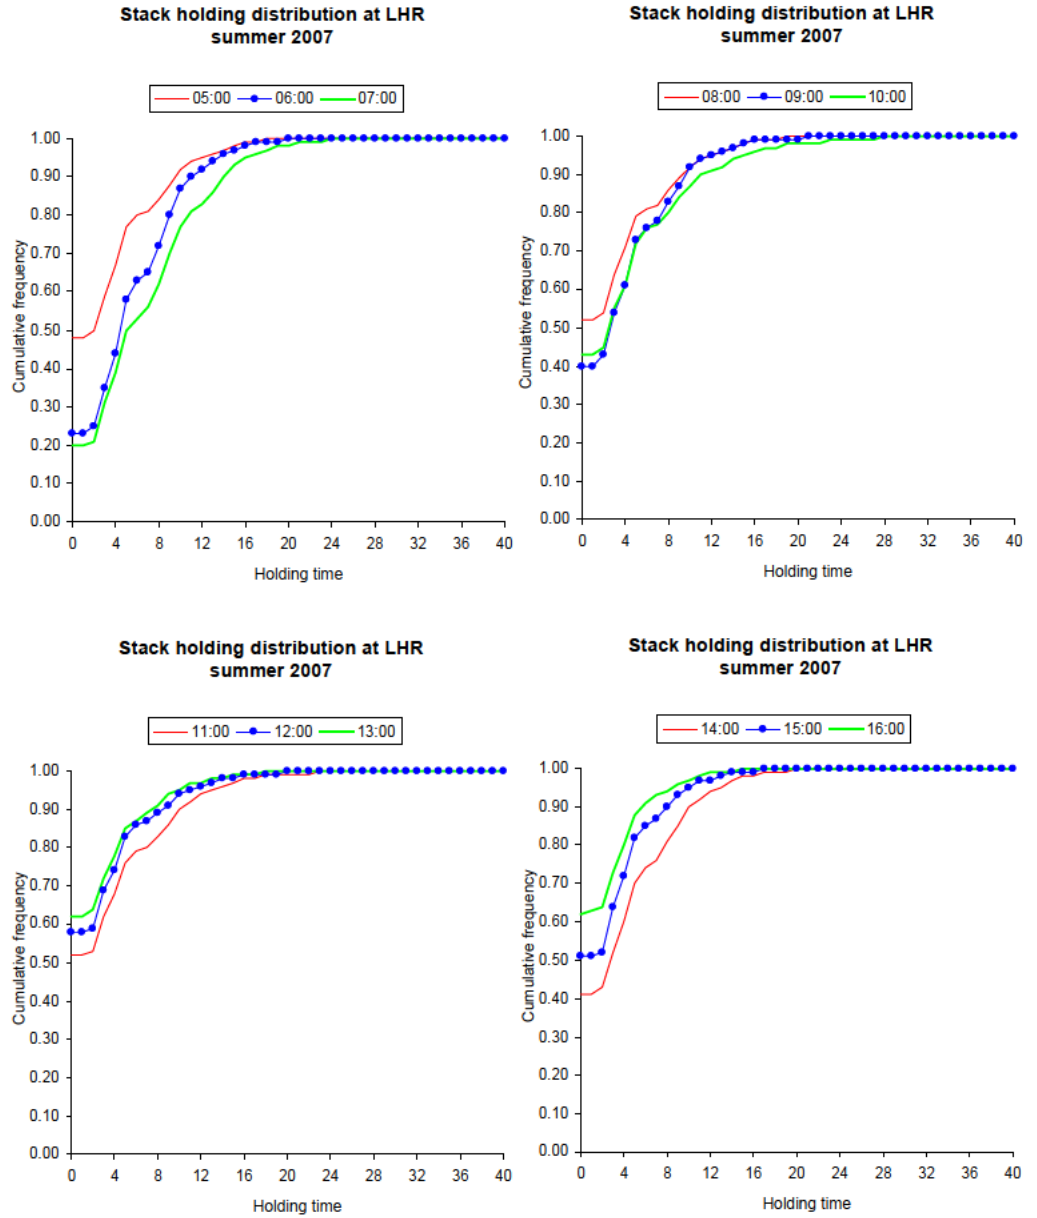 Stack holding distribution at LHR
summer 2007
05:00 06:00 07:00
1.00
0.90
0.80
0.70
0.60
0.50
0.40
0.30
0.20
0.10
0.00
Cumulative frequency
0 4 8 12 16 20 24 28 32 36 40
Holding time
Stack holding distribution at LHR
summer 2007
08:00 09:00 10:00
1.00
0.90
0.80
0.70
0.60
0.50
0.40
0.30
0.20
0.10
0.00
Cumulative frequency
0 4 8 12 16 20 24 28 32 36 40
Holding time
Stack holding distribution at LHR
summer 2007
11:00 12:00 13:00
1.00
0.90
0.80
0.70
0.60
0.50
0.40
0.30
0.20
0.10
0.00
Cumulative frequency
0 4 8 12 16 20 24 28 32 36 40
Holding time
Stack holding distribution at LHR
summer 2007
14:00 15:00 16:00
1.00
0.90
0.80
0.70
0.60
0.50
0.40
0.30
0.20
0.10
0.00
Cumulative frequency
0 4 8 12 16 20 24 28 32 36 40
Holding time